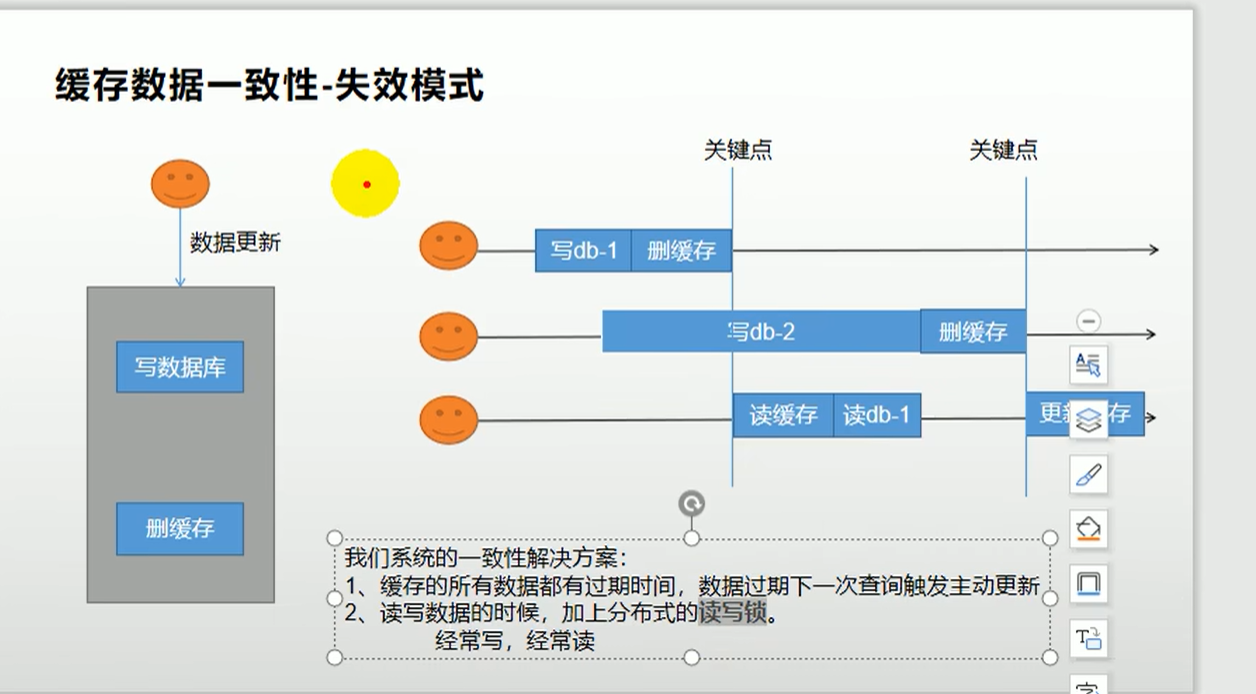 缓存数据一致性-失效模式
关键点
关键点
数据更新
写db-1
删缓存
写db-2
删缓存
读缓存
读db-1
更
存
写数据库
删缓存
我们系统的一致性解决方案：
1、缓存的所有数据都有过期时间，数据过期下一次查询触发主动更新
2、读写数据的时候，加上分布式的读写锁。
经常写，经常读